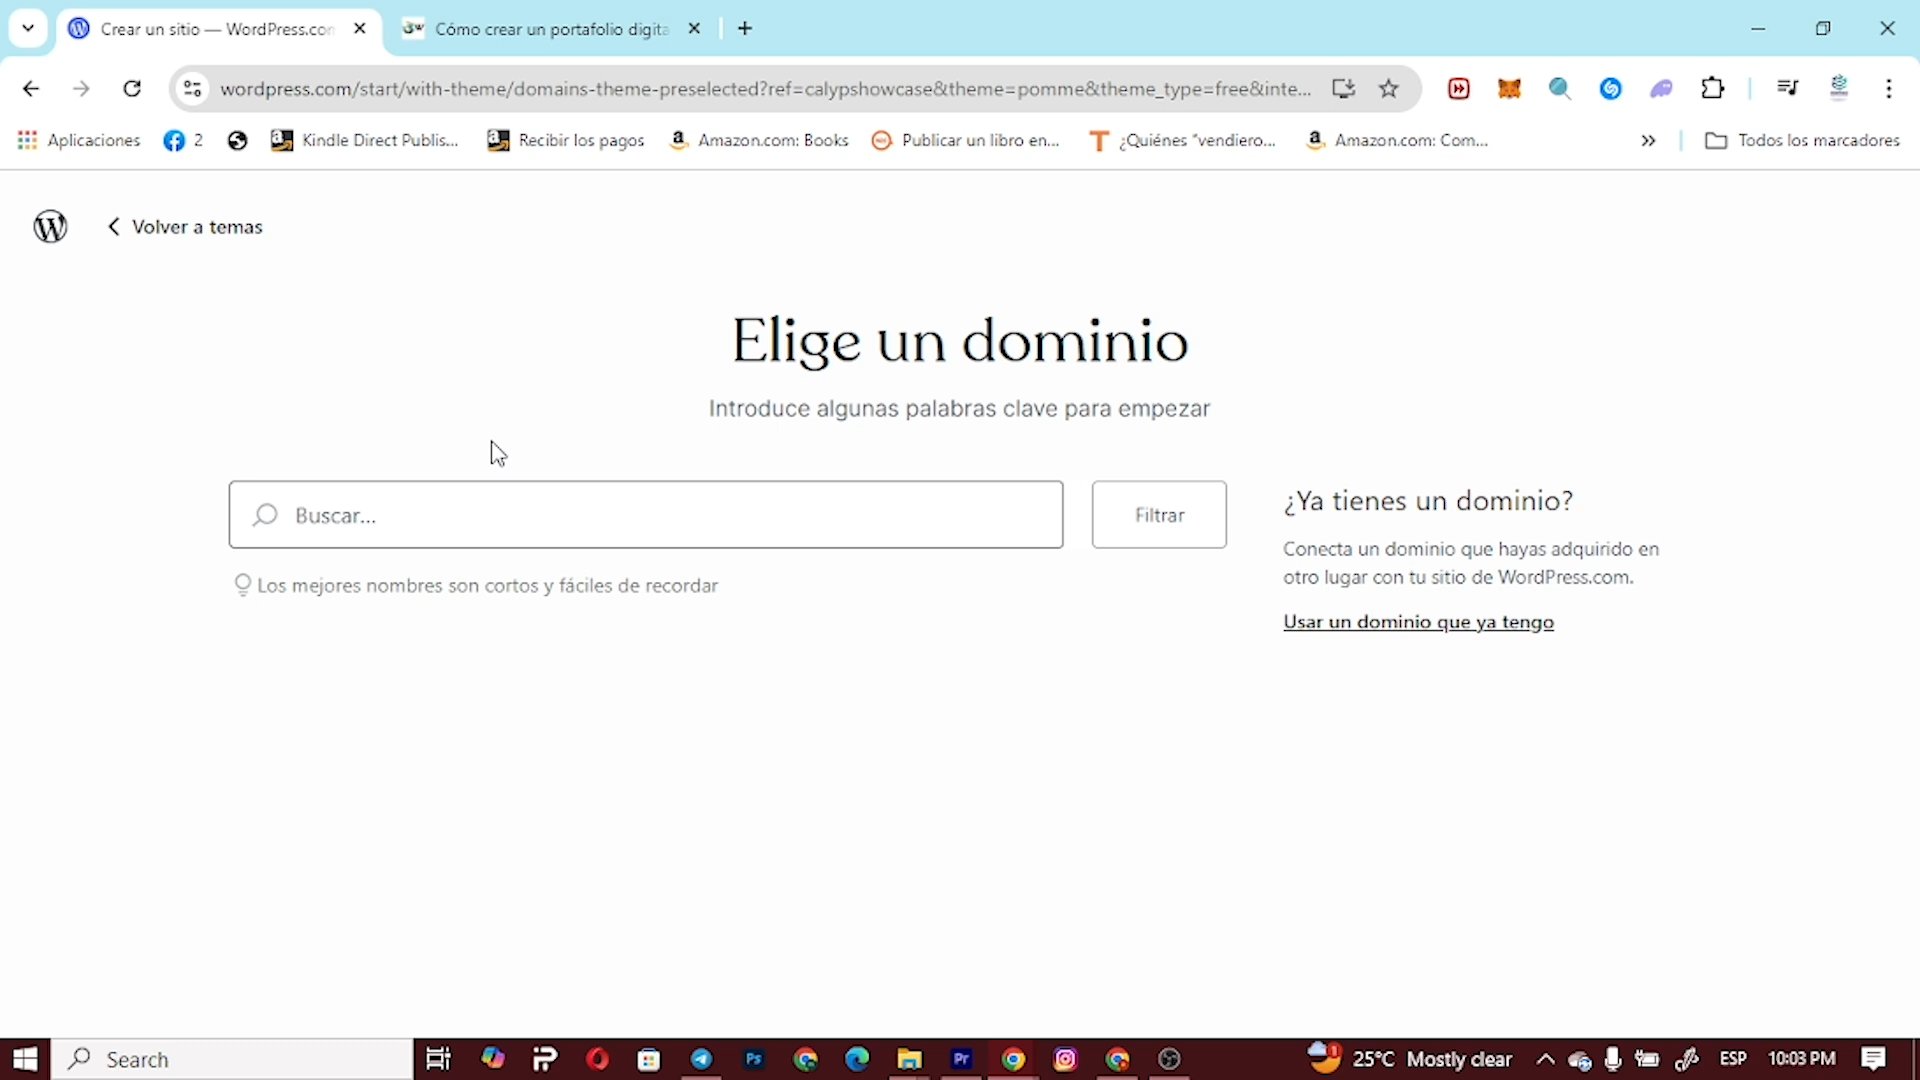 Crear un sitio — WordPress.con
Cómo crear un portafolio digita
wordpress.com/start/with-theme/domains-theme-preselected?ref=calypshowcase&theme=pomme&theme_type=free&inte...
Aplicaciones
2
Kindle Direct Publis...
Recibir los pagos
Amazon.com: Books
Publicar un libro en...
¿Quiénes "vendiero...
Amazon.com: Com...
Todos los marcadores
Volver a temas
Elige un dominio
Introduce algunas palabras clave para empezar
Buscar...
Filtrar
Los mejores nombres son cortos y fáciles de recordar
¿Ya tienes un dominio?
Conecta un dominio que hayas adquirido en
otro lugar con tu sitio de WordPress.com.
Usar un dominio que ya tengo
Search
Ps
Pr
1
25°C Mostly clear
ESP
10:03 PM